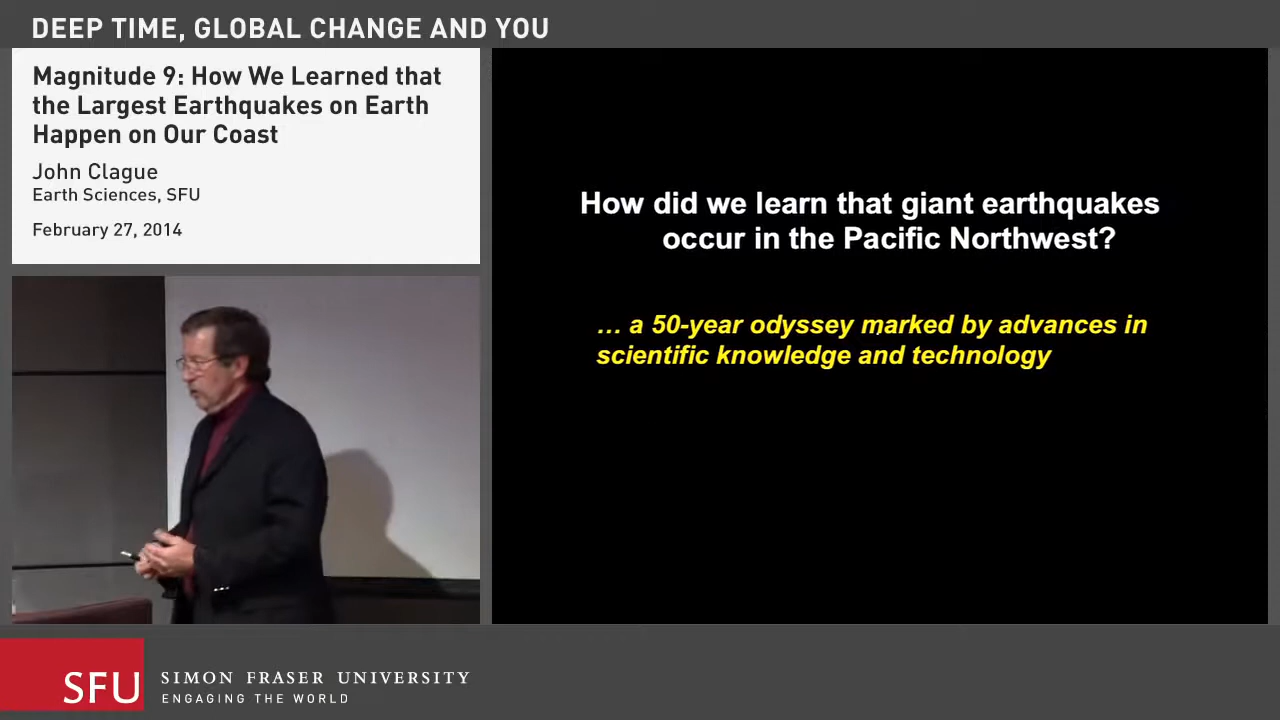 DEEP TIME, GLOBAL CHANGE AND YOU
Magnitude 9: How We Learned that
the Largest Earthquakes on Earth
Happen on Our Coast
John Clague
Earth Sciences, SFU
February 27, 2014
How did we learn that giant earthquakes
occur in the Pacific Northwest?
… a 50-year odyssey marked by advances in
scientific knowledge and technology
SFU
SIMON FRASER UNIVERSITY
ENGAGING THE WORLD